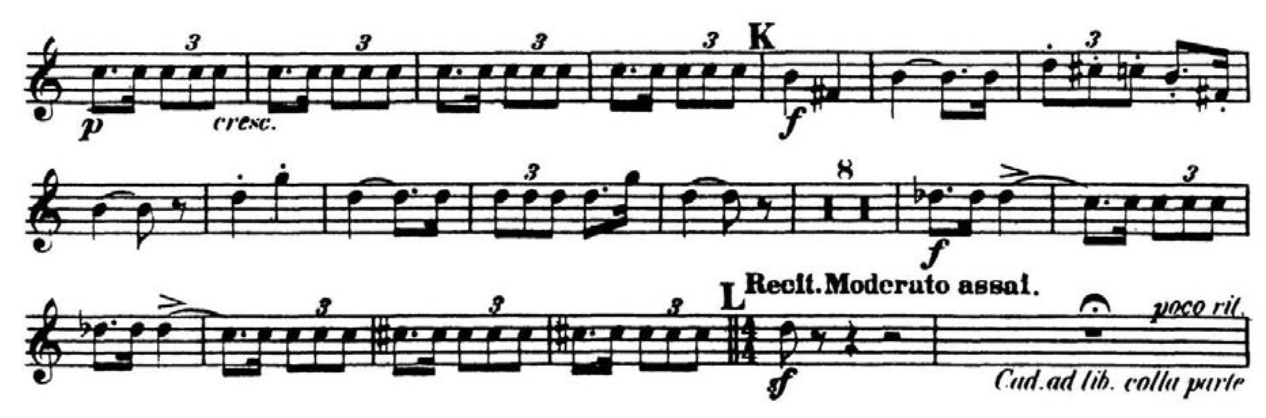 3 3 3 3 K
p cresc. f 3
3 8 3
f
3 3 3 L Recit. Moderato assai.
4 4 poco rit.
sf Cad. ad lib. colla parte